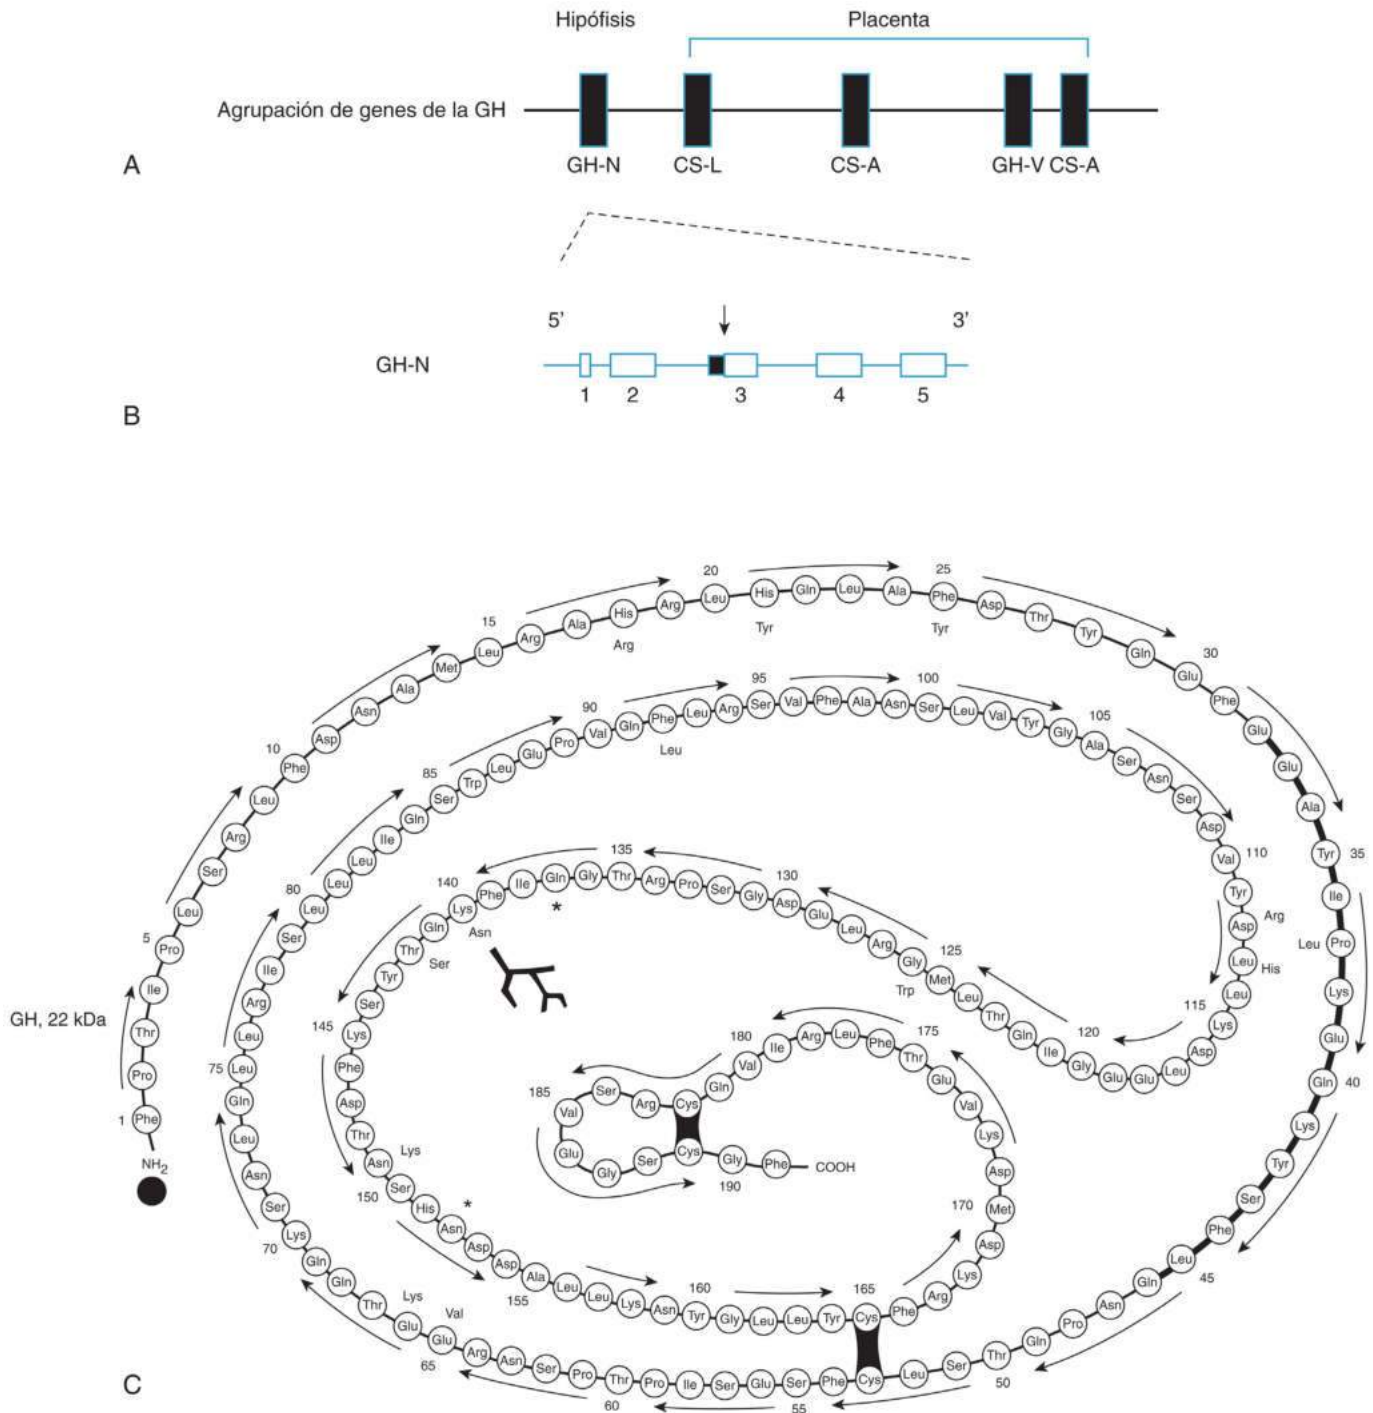 Hipófisis
Placenta
Agrupación de genes de la GH
GH-N CS-L CS-A GH-V CS-A
A
5' 3'
GH-N
1 2 3 4 5
B
GH, 22 kDa
NH2
1 Phe Pro Thr Ile
5 Pro Leu Ser Arg Leu
10 Phe Asp Asn Ala Met
15 Leu Arg Ala His Arg
Arg
20 Leu His Gln Leu Ala
Tyr
25 Phe Asp Thr Tyr Gln
Tyr
30 Glu Phe Glu Glu Ala
35 Tyr Ile Pro Lys Glu
Leu
40 Gln Lys Tyr Ser Phe
45 Leu Gln Asn Pro Gln
50 Thr Ser Leu Cys Phe
55 Ser Glu Ser Ile Pro
60 Thr Pro Ser Asn Arg
65 Glu Glu Thr Gln Gln
Val
Lys
70 Lys Ser Asn Leu Gln
75 Leu Leu Arg Ile Ser
80 Leu Leu Leu Ile Gln
85 Ser Trp Leu Glu Pro
90 Val Gln Phe Leu Arg
Leu
95 Ser Val Phe Ala Asn
100 Ser Leu Val Tyr Gly
105 Ala Ser Asn Ser Asp
110 Val Tyr Asp Leu Leu
Arg
His
115 Lys Asp Leu Glu Glu
120 Gly Ile Gln Thr Leu
125 Met Gly Arg Leu Glu
Trp
130 Asp Gly Ser Pro Arg
135 Thr Gly Gln Ile Phe
*
140 Lys Gln Thr Tyr Ser
Asn
Ser
145 Lys Phe Asp Thr Asn
Lys
150 Ser His Asn Asp Asp
*
155 Ala Leu Leu Lys Asn
160 Tyr Gly Leu Leu Tyr
165 Cys Phe Arg Lys Asp
170 Met Asp Lys Val Glu
175 Thr Phe Leu Arg Ile
180 Val Gln Cys Arg Ser
185 Val Glu Gly Ser Cys
190 Gly Phe COOH
C